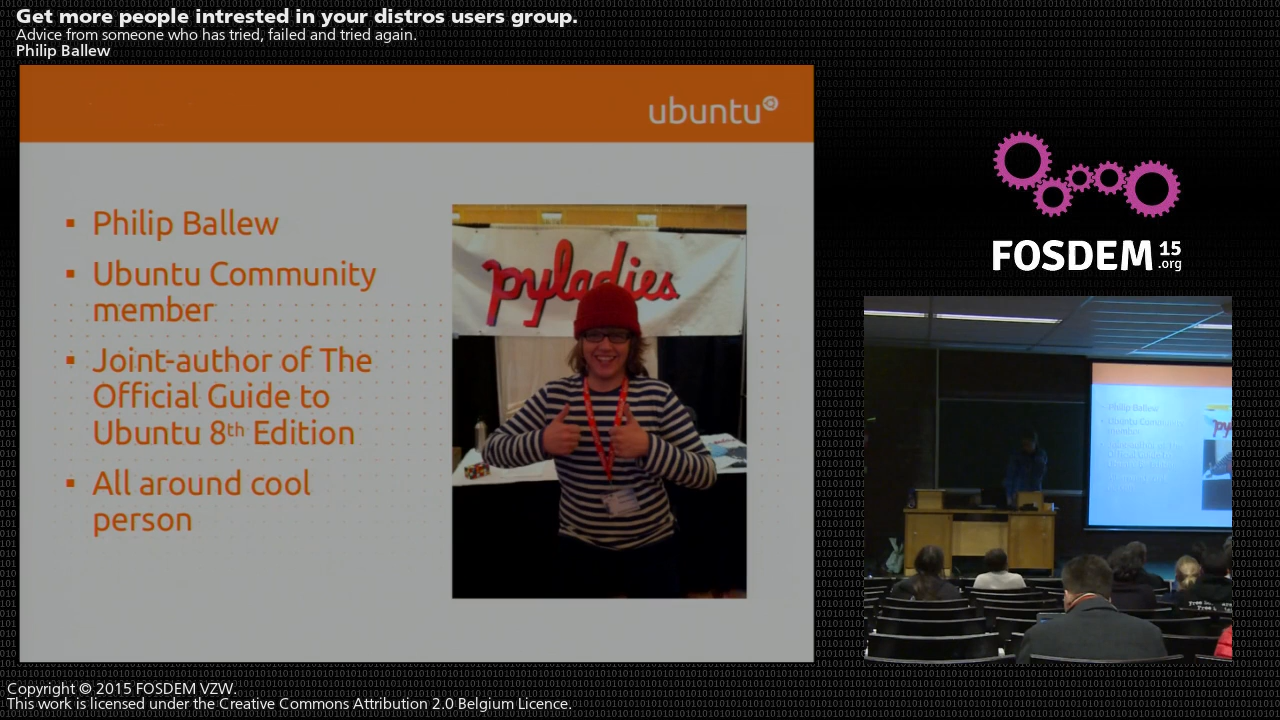 Get more people intrested in your distros users group.
Advice from someone who has tried, failed and tried again.
Philip Ballew
ubuntu
▪ Philip Ballew
▪ Ubuntu Community
member
▪ Joint-author of The
Official Guide to
Ubuntu 8th Edition
▪ All around cool
person
pyladies
FOSDEM 15
.org
Philip Ballew
Copyright © 2015 FOSDEM VZW.
This work is licensed under the Creative Commons Attribution 2.0 Belgium Licence.